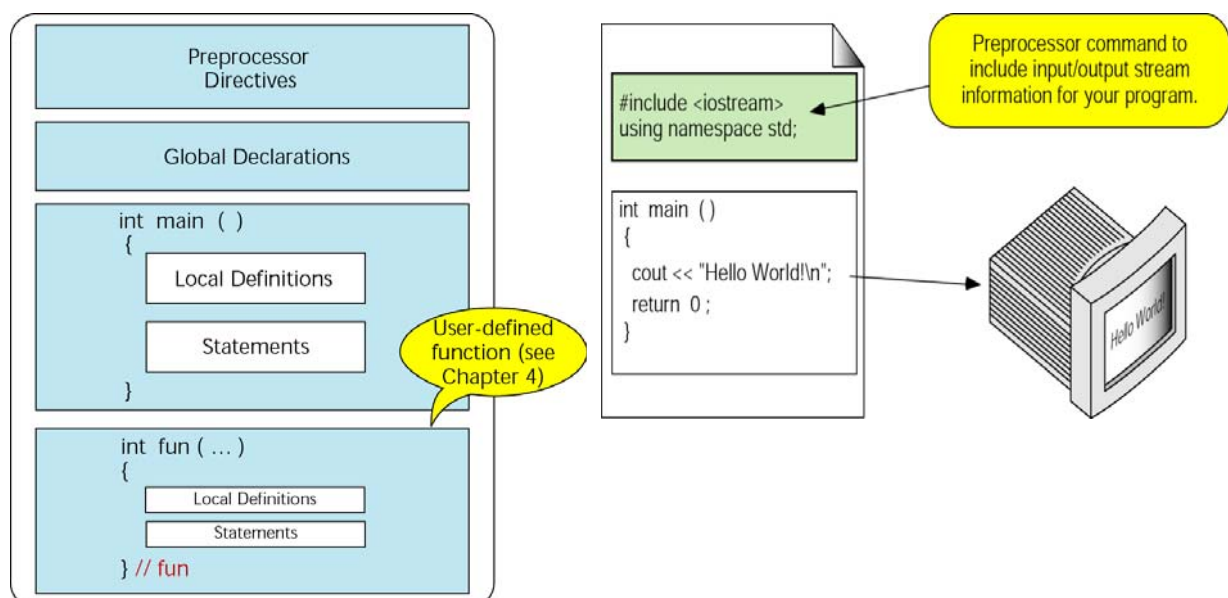 Preprocessor
Directives
Global Declarations
int main ( )
{
Local Definitions
Statements
}
User-defined
function (see
Chapter 4)
int fun ( … )
{
Local Definitions
Statements
} // fun
#include <iostream>
using namespace std;
int main ( )
{
cout << "Hello World!\n";
return 0 ;
}
Preprocessor command to
include input/output stream
information for your program.
Hello World!